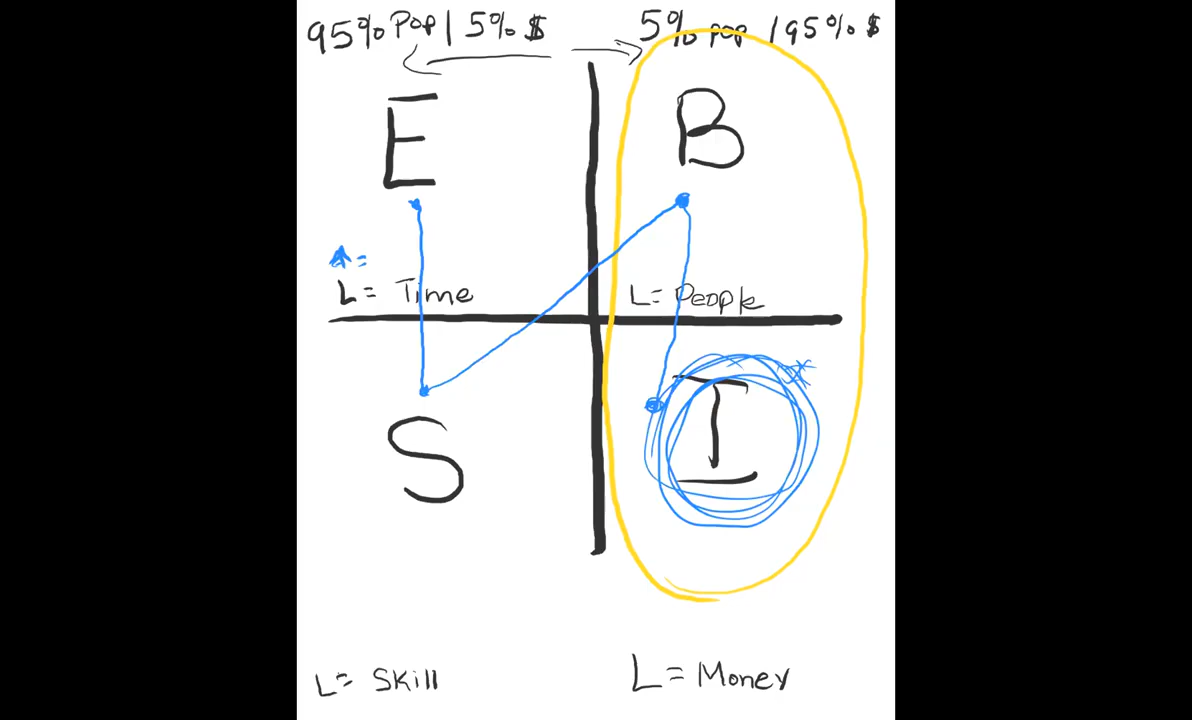 95% Pop | 5% $
5% pop | 95% $
E
B
L = Time
L = People
S
I
L = Skill
L = Money